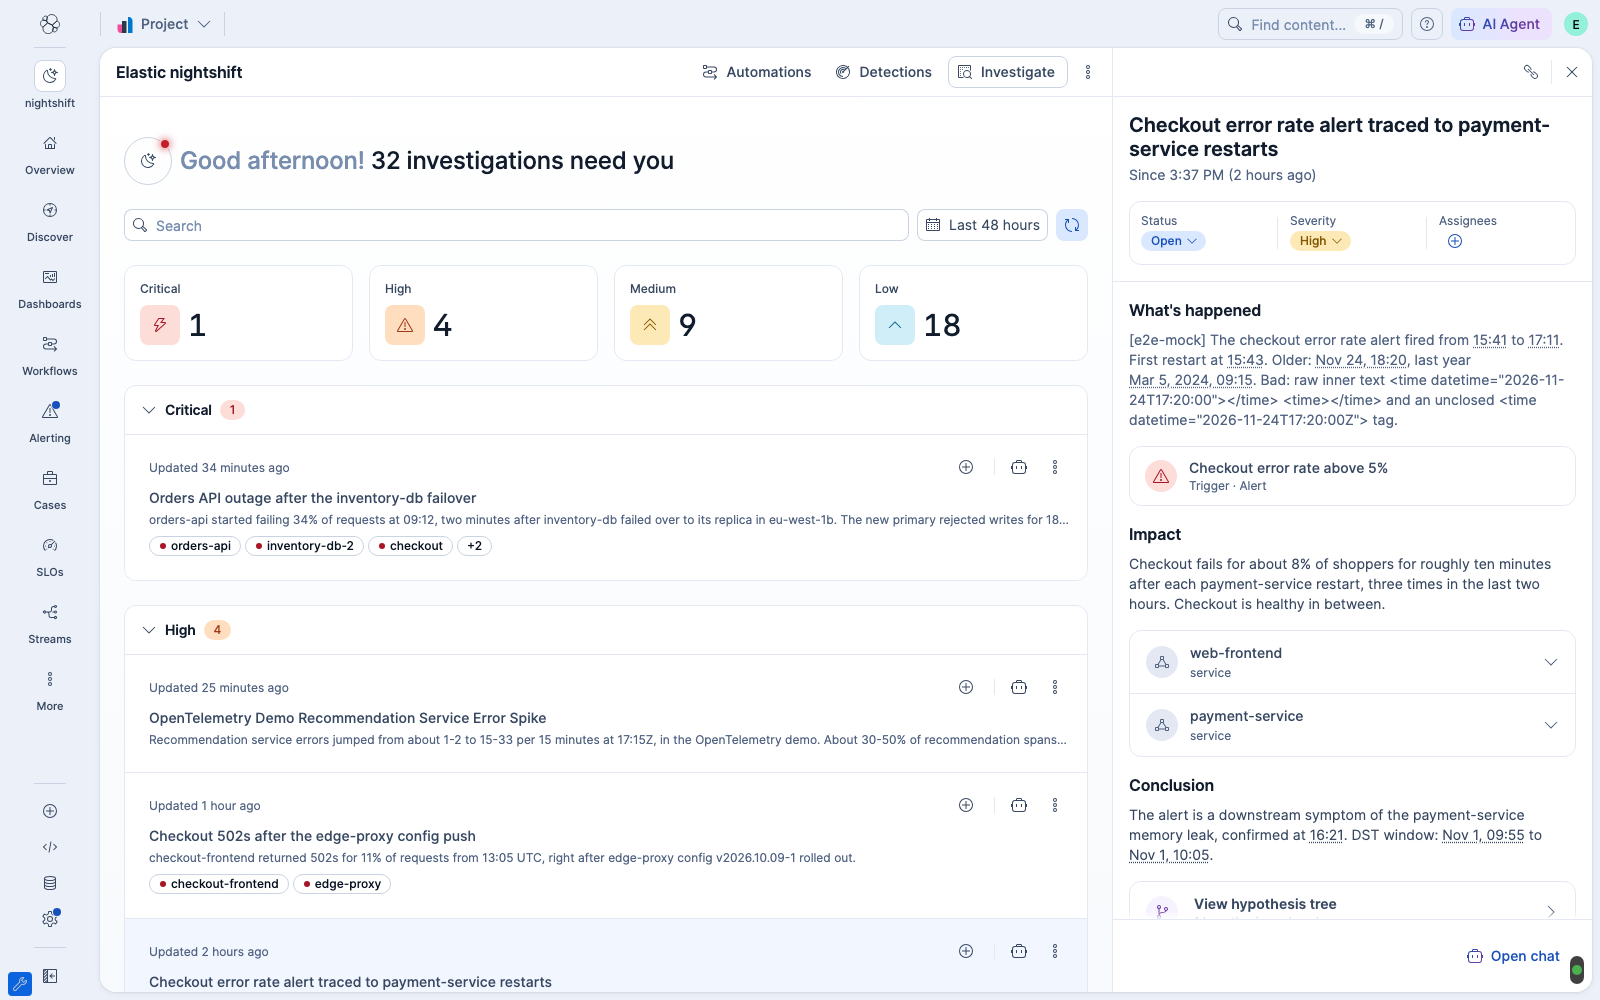 Project
Find content...
⌘ /
AI Agent
E
nightshift
Overview
Discover
Dashboards
Workflows
Alerting
Cases
SLOs
Streams
More
Elastic nightshift
Automations
Detections
Investigate
Good afternoon! 32 investigations need you
Search
Last 48 hours
Critical
1
High
4
Medium
9
Low
18
Critical 1
Updated 34 minutes ago
Orders API outage after the inventory-db failover
orders-api started failing 34% of requests at 09:12, two minutes after inventory-db failed over to its replica in eu-west-1b. The new primary rejected writes for 18...
orders-api
inventory-db-2
checkout
+2
High 4
Updated 25 minutes ago
OpenTelemetry Demo Recommendation Service Error Spike
Recommendation service errors jumped from about 1-2 to 15-33 per 15 minutes at 17:15Z, in the OpenTelemetry demo. About 30-50% of recommendation spans...
Updated 1 hour ago
Checkout 502s after the edge-proxy config push
checkout-frontend returned 502s for 11% of requests from 13:05 UTC, right after edge-proxy config v2026.10.09-1 rolled out.
checkout-frontend
edge-proxy
Updated 2 hours ago
Checkout error rate alert traced to payment-service restarts
Checkout error rate alert traced to payment-
service restarts
Since 3:37 PM (2 hours ago)
Status
Open
Severity
High
Assignees
What's happened
[e2e-mock] The checkout error rate alert fired from 15:41 to 17:11.
First restart at 15:43. Older: Nov 24, 18:20, last year
Mar 5, 2024, 09:15. Bad: raw inner text <time datetime="2026-11-
24T17:20:00"></time> <time></time> and an unclosed <time
datetime="2026-11-24T17:20:00Z"> tag.
Checkout error rate above 5%
Trigger · Alert
Impact
Checkout fails for about 8% of shoppers for roughly ten minutes
after each payment-service restart, three times in the last two
hours. Checkout is healthy in between.
web-frontend
service
payment-service
service
Conclusion
The alert is a downstream symptom of the payment-service
memory leak, confirmed at 16:21. DST window: Nov 1, 09:55 to
Nov 1, 10:05.
View hypothesis tree
Open chat